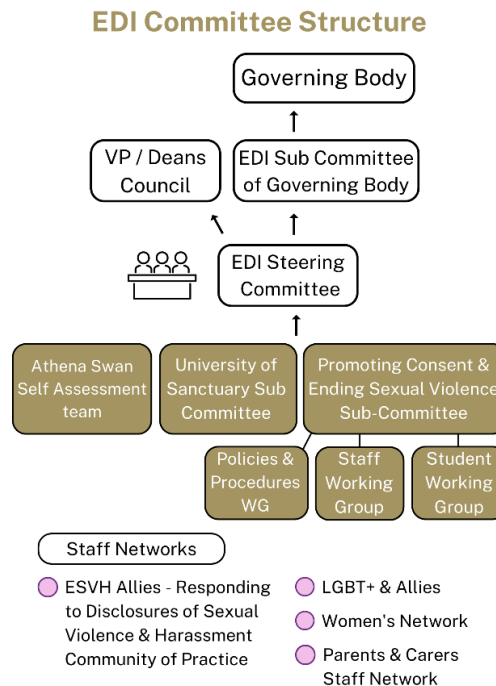 EDI Committee Structure
Governing Body
VP / Deans
Council
EDI Sub Committee
of Governing Body
EDI Steering
Committee
Athena Swan
Self Assessment
team
University of
Sanctuary Sub
Committee
Promoting Consent &
Ending Sexual Violence
Sub-Committee
Policies &
Procedures
WG
Staff
Working
Group
Student
Working
Group
Staff Networks
ESVH Allies - Responding
to Disclosures of Sexual
Violence & Harassment
Community of Practice
LGBT+ & Allies
Women's Network
Parents & Carers
Staff Network